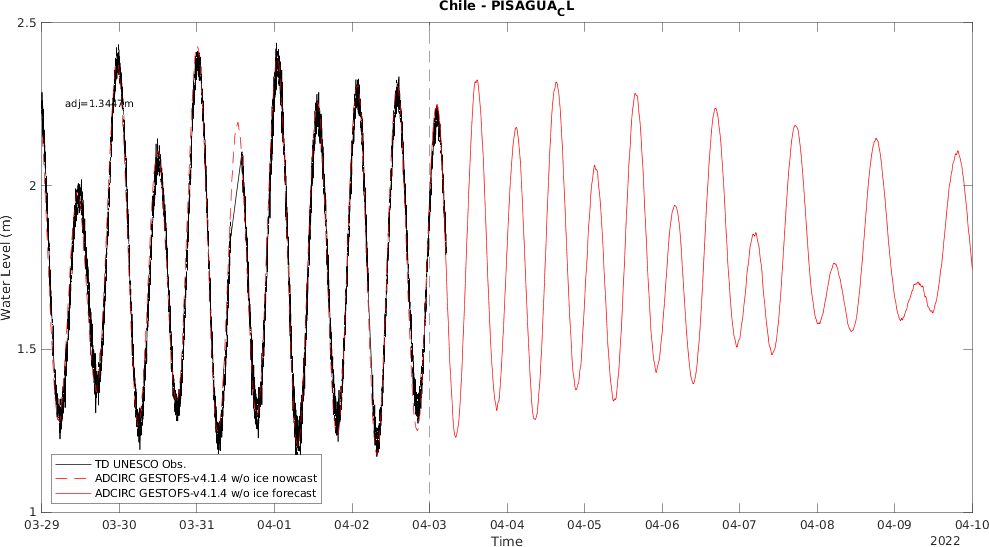 Chile - PISAGUA_CL
2.5
adj=1.3447m
2
Water Level (m)
1.5
TD UNESCO Obs.
ADCIRC GESTOFS-v4.1.4 w/o ice nowcast
ADCIRC GESTOFS-v4.1.4 w/o ice forecast
1
03-29 03-30 03-31 04-01 04-02 04-03 04-04 04-05 04-06 04-07 04-08 04-09 04-10
Time
2022